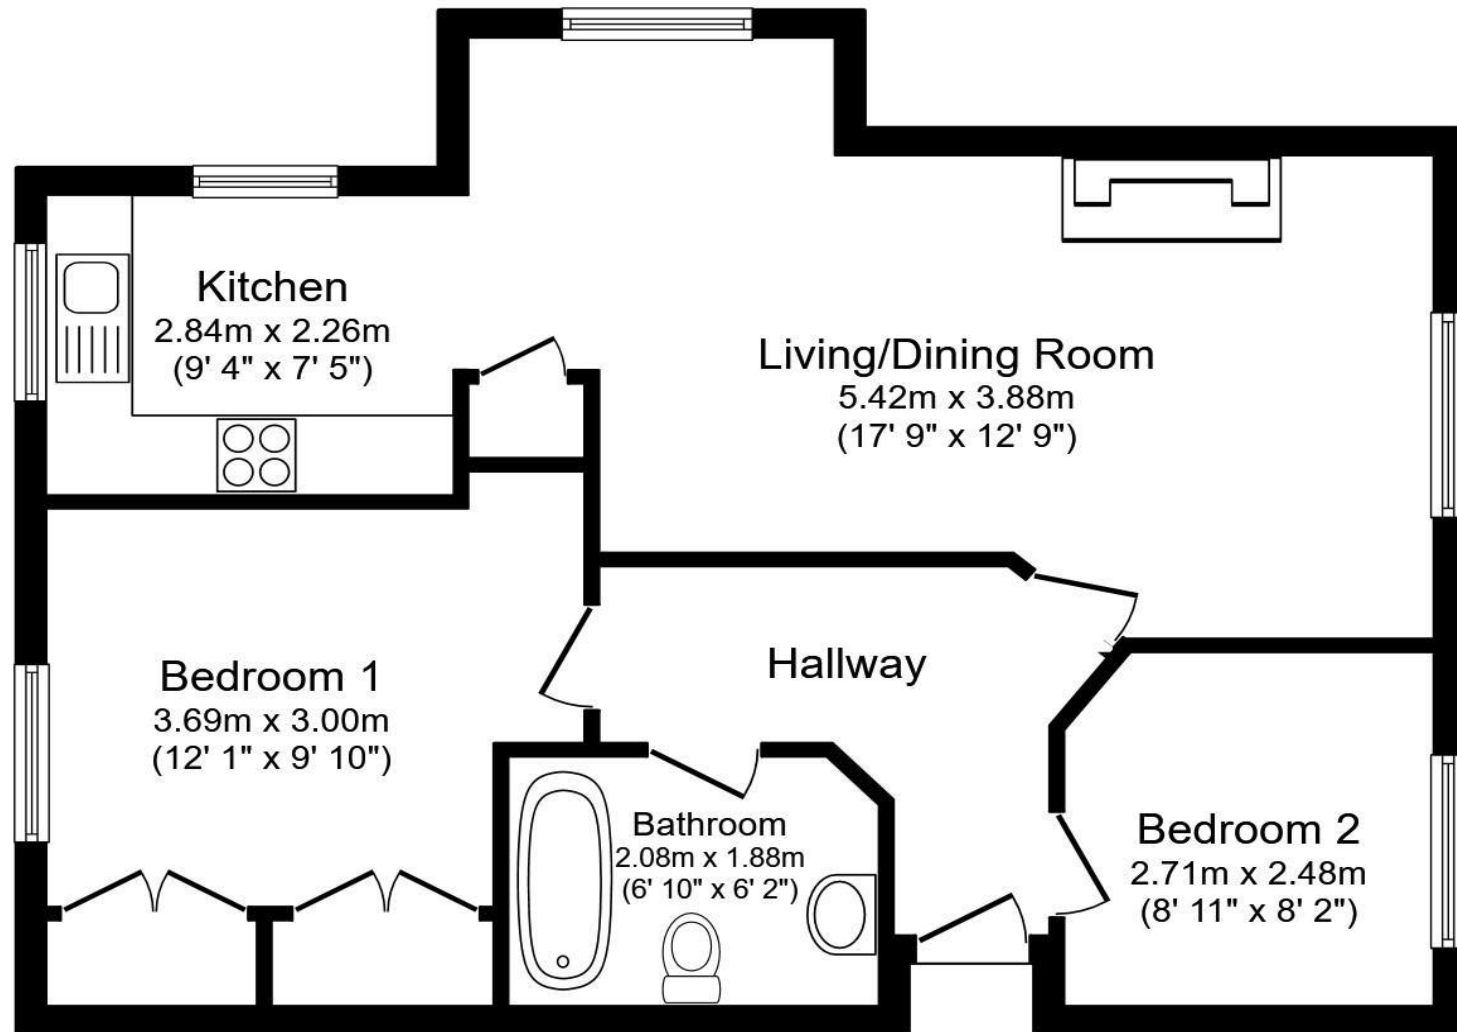 Kitchen
2.84m x 2.26m
(9' 4" x 7' 5")
Living/Dining Room
5.42m x 3.88m
(17' 9" x 12' 9")
Bedroom 1
3.69m x 3.00m
(12' 1" x 9' 10")
Hallway
Bathroom
2.08m x 1.88m
(6' 10" x 6' 2")
Bedroom 2
2.71m x 2.48m
(8' 11" x 8' 2")